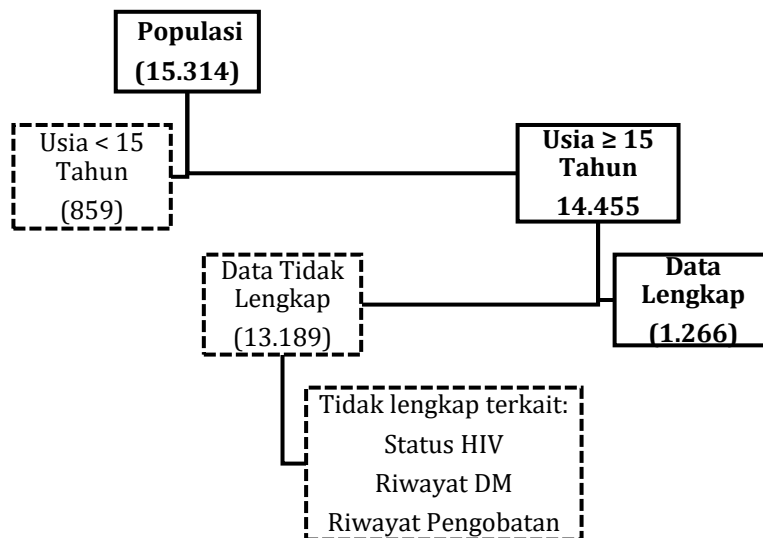 Populasi
(15.314)
Usia < 15
Tahun
(859)
Usia ≥ 15
Tahun
14.455
Data Tidak
Lengkap
(13.189)
Data
Lengkap
(1.266)
Tidak lengkap terkait:
Status HIV
Riwayat DM
Riwayat Pengobatan